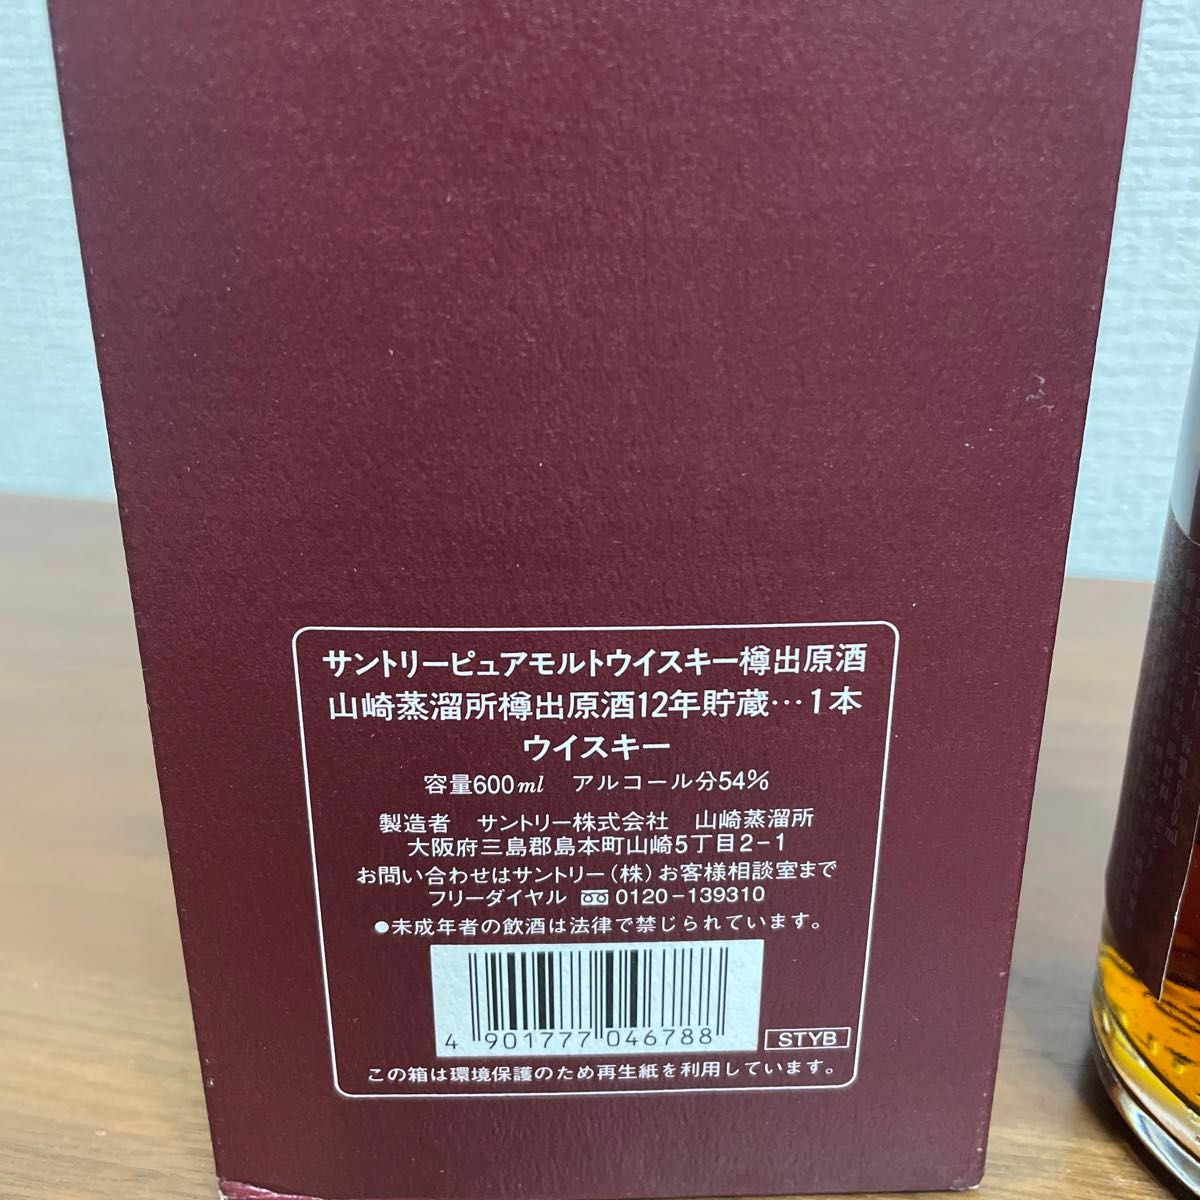 サントリーピュアモルトウイスキー樽出原酒
山崎蒸溜所樽出原酒12年貯蔵…1本
ウイスキー
容量600ml アルコール分54%
製造者 サントリー株式会社 山崎蒸溜所
大阪府三島郡島本町山崎5丁目2-1
お問い合わせはサントリー(株)お客様相談室まで
フリーダイヤル 0120-139310
●未成年者の飲酒は法律で禁じられています。
4 901777 046788
STYB
この箱は環境保護のため再生紙を利用しています。